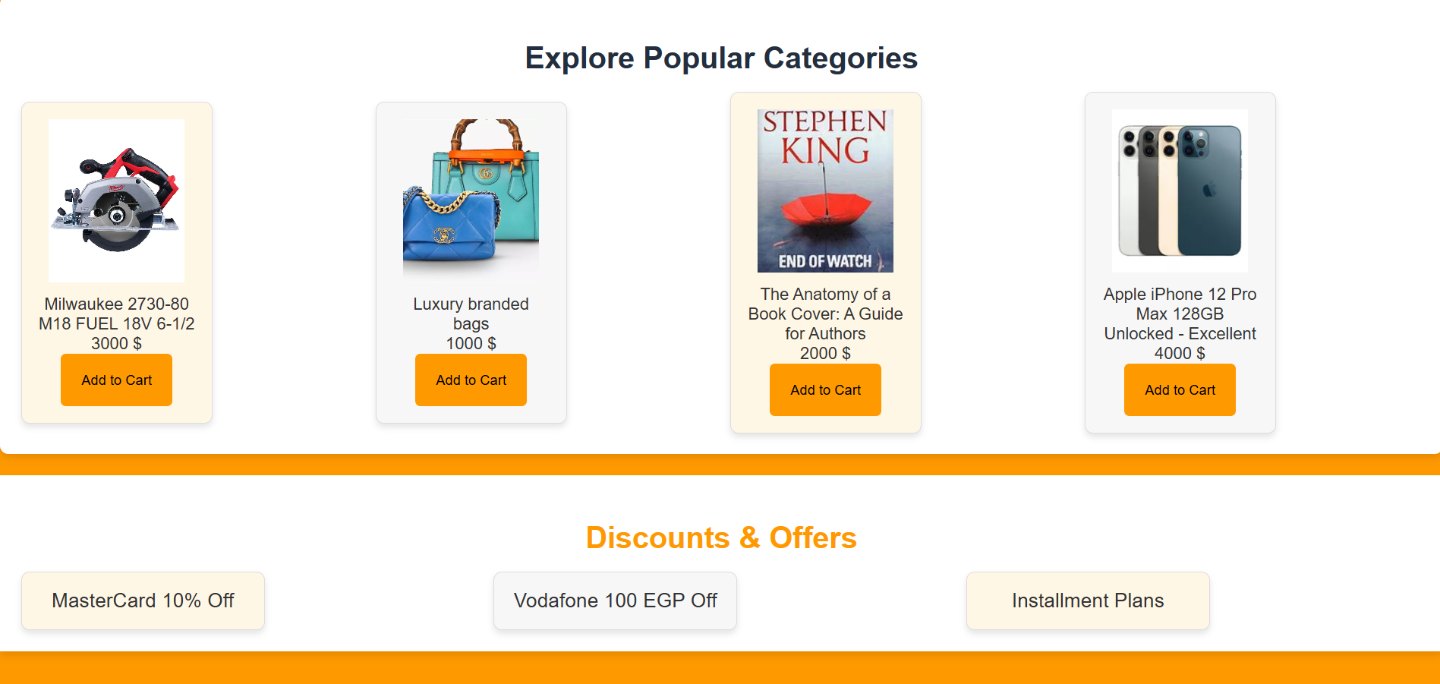 Explore Popular Categories
STEPHEN
KING
END OF WATCH
Milwaukee 2730-80
M18 FUEL 18V 6-1/2
3000 $
Add to Cart
Luxury branded
bags
1000 $
Add to Cart
The Anatomy of a
Book Cover: A Guide
for Authors
2000 $
Add to Cart
Apple iPhone 12 Pro
Max 128GB
Unlocked - Excellent
4000 $
Add to Cart
Discounts & Offers
MasterCard 10% Off
Vodafone 100 EGP Off
Installment Plans